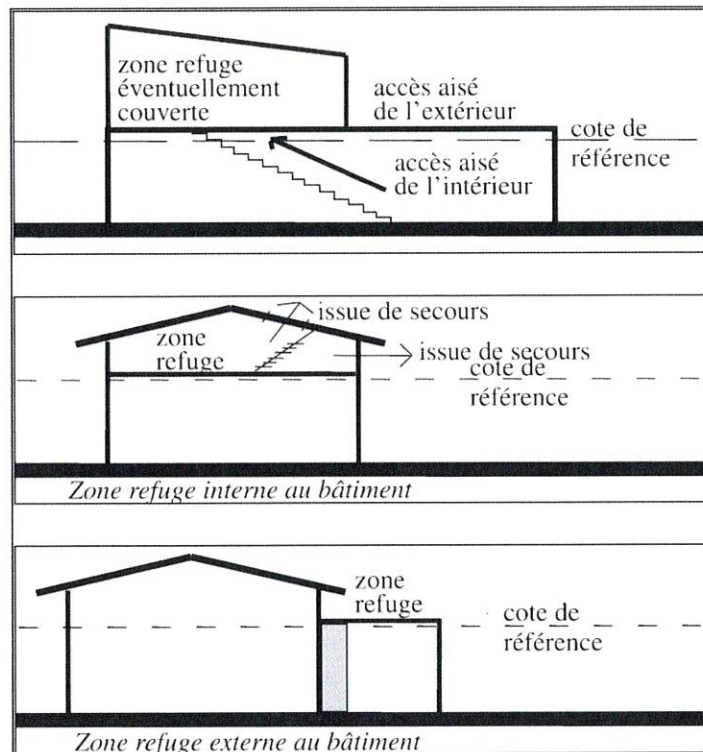 zone refuge
éventuellement
couverte
accès aisé
de l'extérieur
cote de
référence
accès aisé
de l'intérieur
issue de secours
zone
refuge
issue de secours
cote de
référence
Zone refuge interne au bâtiment
zone
refuge
cote de
référence
Zone refuge externe au bâtiment